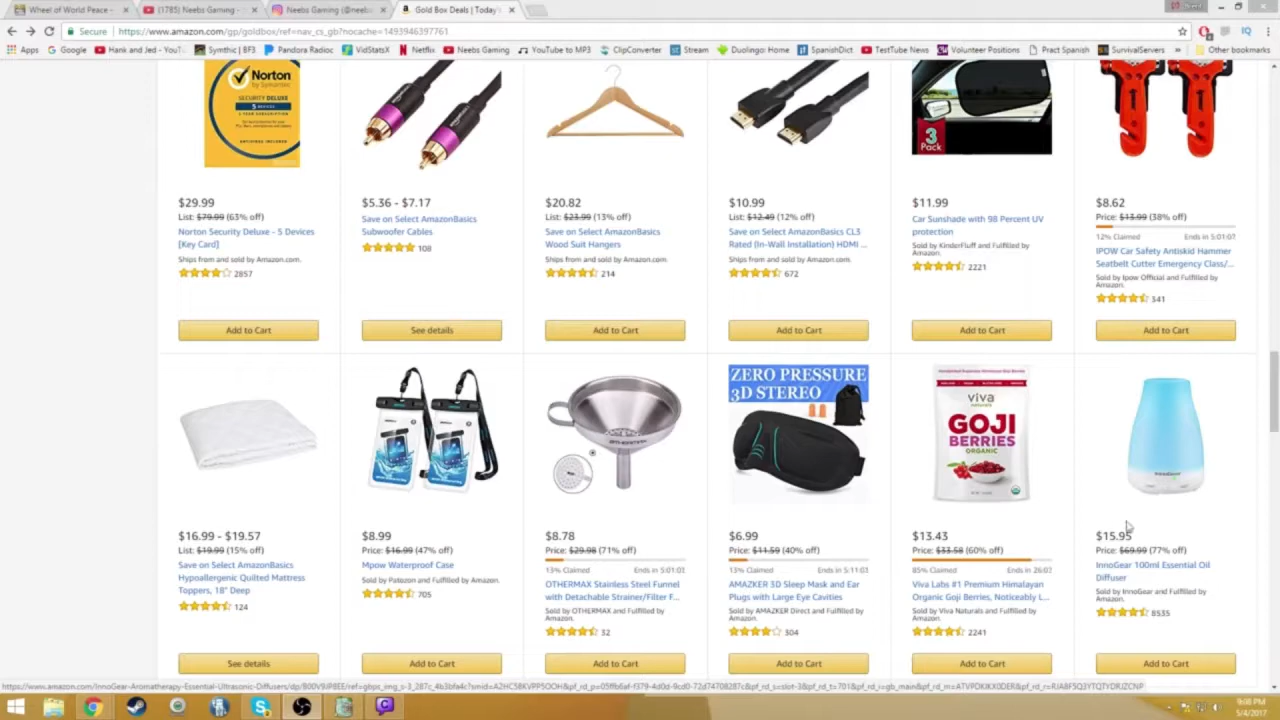 Wheel of World Peace -
(1785) Neebs Gaming -
Neebs Gaming (@neebs
Gold Box Deals | Today's
Secure
https://www.amazon.com/gp/goldbox/ref=nav_cs_gb?nocache=1493946397761
Apps
Google
Hank and Jed - YouT
Symthic | BF3
Pandora Radioc
VidStatsX
Netflix
Neebs Gaming
YouTube to MP3
ClipConverter
Stream
Duolingo: Home
SpanishDict
TestTube News
Volunteer Positions
Pract Spanish
SurvivalServers
»
Other bookmarks
Norton
by Symantec
SECURITY DELUXE
5 DEVICES
3
Pack
$29.99
List: $79.99 (63% off)
Norton Security Deluxe - 5 Devices
[Key Card]
Ships from and sold by Amazon.com.
2857
Add to Cart
$5.36 - $7.17
Save on Select AmazonBasics
Subwoofer Cables
108
See details
$20.82
List: $23.99 (13% off)
Save on Select AmazonBasics
Wood Suit Hangers
Ships from and sold by Amazon.com.
214
Add to Cart
$10.99
List: $12.49 (12% off)
Save on Select AmazonBasics CL3
Rated (In-Wall Installation) HDMI ...
Ships from and sold by Amazon.com.
672
Add to Cart
$11.99
Car Sunshade with 98 Percent UV
protection
Sold by KinderFluff and Fulfilled by
Amazon.
2221
Add to Cart
$8.62
Price: $13.99 (38% off)
12% Claimed
Ends in 5:01:07
IPOW Car Safety Antiskid Hammer
Seatbelt Cutter Emergency Class/...
Sold by Ipow Official and Fulfilled by
Amazon.
341
Add to Cart
ZERO PRESSURE
3D STEREO
viva
naturals
GOJI
BERRIES
ORGANIC
InnoGear
$16.99 - $19.57
List: $19.99 (15% off)
Save on Select AmazonBasics
Hypoallergenic Quilted Mattress
Toppers, 18" Deep
124
See details
$8.99
Price: $16.99 (47% off)
Mpow Waterproof Case
Sold by Patozon and Fulfilled by Amazon.
705
Add to Cart
$8.78
Price: $29.98 (71% off)
13% Claimed
Ends in 5:01:01
OTHERMAX Stainless Steel Funnel
with Detachable Strainer/Filter F...
Sold by OTHERMAX and Fulfilled by
Amazon.
32
Add to Cart
$6.99
Price: $11.59 (40% off)
13% Claimed
Ends in 5:11:01
AMAZKER 3D Sleep Mask and Ear
Plugs with Large Eye Cavities
Sold by AMAZKER Direct and Fulfilled by
Amazon.
304
Add to Cart
$13.43
Price: $33.58 (60% off)
85% Claimed
Ends in 26:07
Viva Labs #1 Premium Himalayan
Organic Goji Berries, Noticeably L...
Sold by Viva Naturals and Fulfilled by
Amazon.
2241
Add to Cart
$15.95
Price: $69.99 (77% off)
InnoGear 100ml Essential Oil
Diffuser
Sold by InnoGear and Fulfilled by
Amazon.
8535
Add to Cart
9:08 PM
5/4/2017